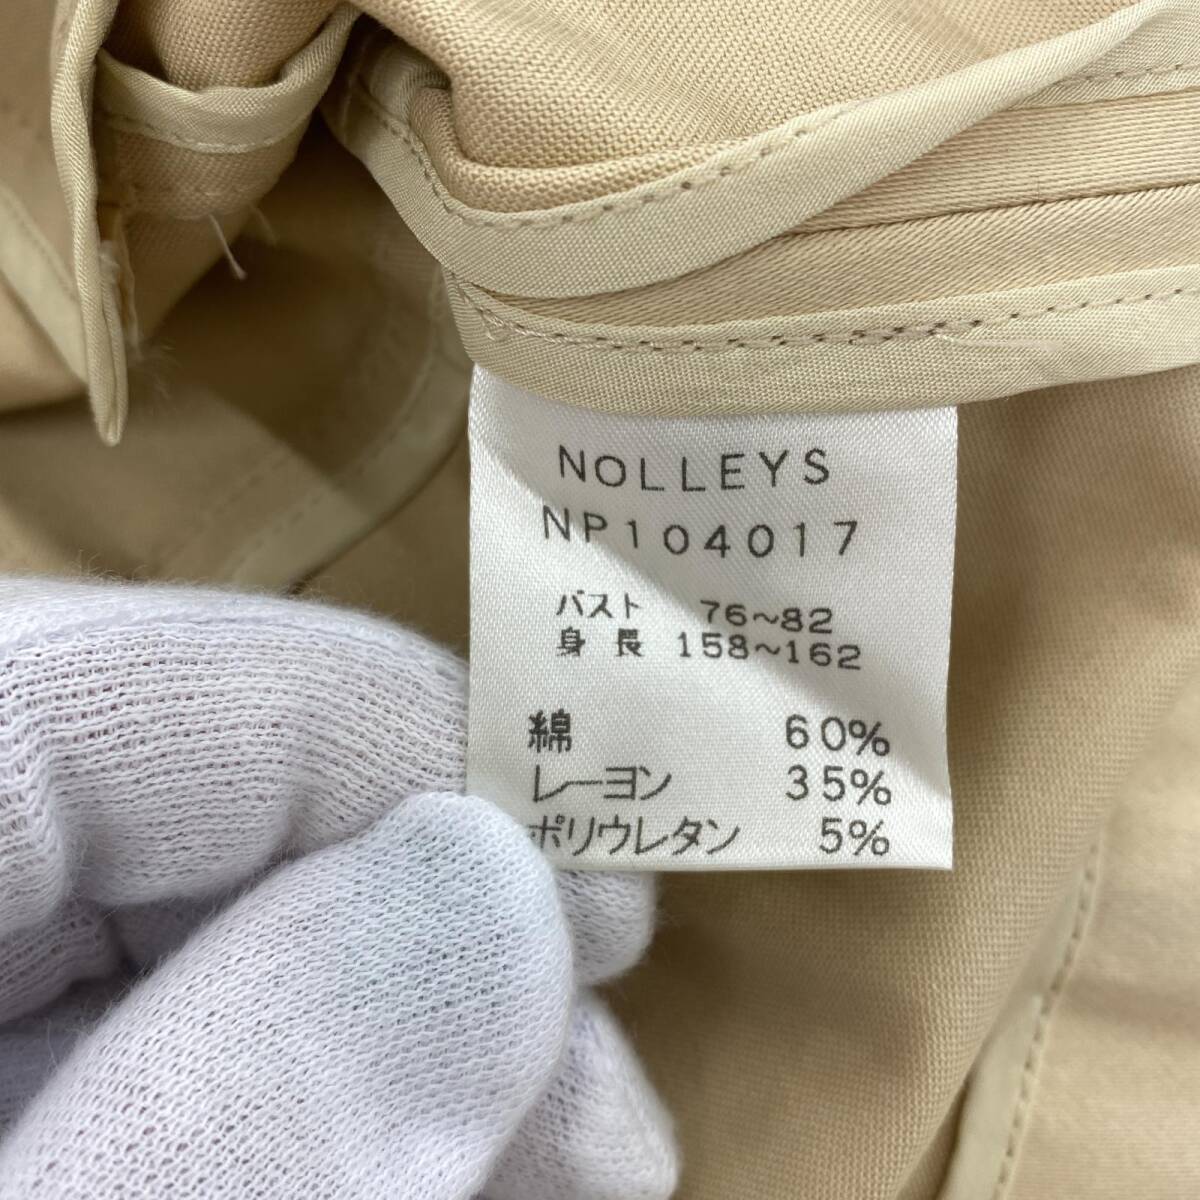 NOLLEYS
NP104017
バスト 76~82
身長 158~162
綿 60%
レーヨン 35%
ポリウレタン 5%